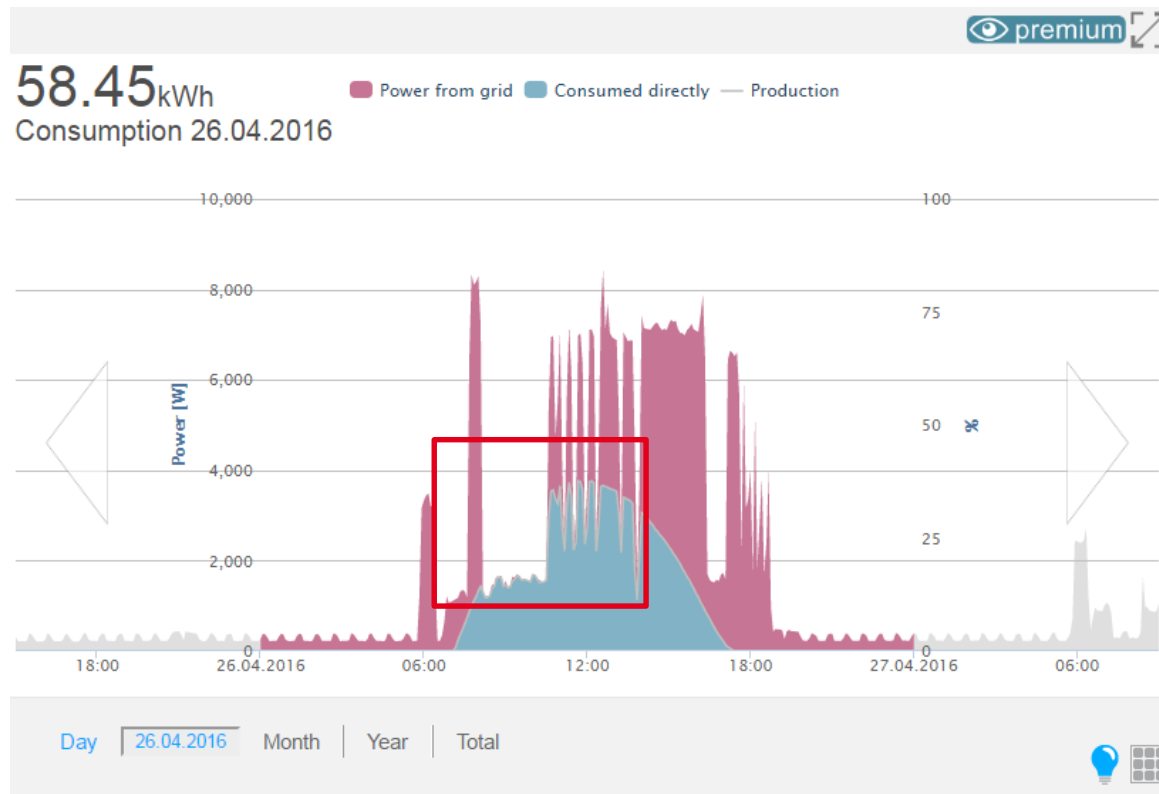 premium
58.45kWh
Consumption 26.04.2016
Power from grid Consumed directly Production
10,000 100
8,000
75
6,000
Power [W] 50 %
4,000
25
2,000
0 0
18:00 26.04.2016 06:00 12:00 18:00 27.04.2016 06:00
Day 26.04.2016 Month Year Total